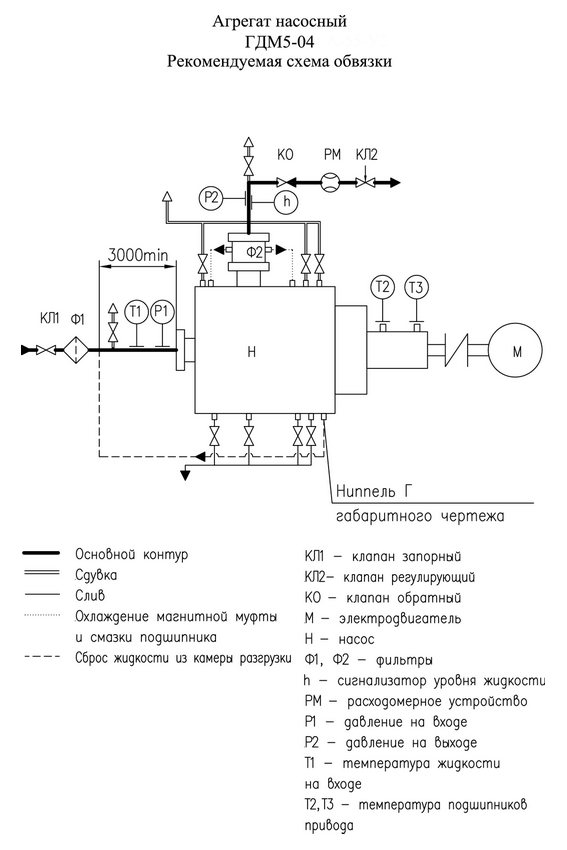 Агрегат насосный
ГДМ5-04
Рекомендуемая схема обвязки
КО
РМ
КЛ2
Р2
h
3000min
Ф2
Т2
Т3
КЛ1
Ф1
Т1
Р1
Н
М
Ниппель Г
габаритного чертежа
Основной контур
Сдувка
Слив
Охлаждение магнитной муфты
и смазки подшипника
Сброс жидкости из камеры разгрузки
КЛ1 – клапан запорный
КЛ2– клапан регулирующий
КО – клапан обратный
М – электродвигатель
Н – насос
Ф1, Ф2 – фильтры
h – сигнализатор уровня жидкости
РМ – расходомерное устройство
Р1 – давление на входе
Р2 – давление на выходе
Т1 – температура жидкости
на входе
Т2,Т3 – температура подшипников
привода